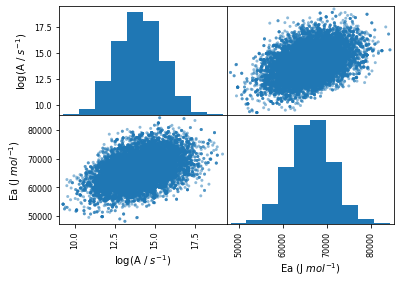 17.5
15.0
12.5
10.0
log(A / s⁻¹)
80000
70000
60000
50000
Ea (J mol⁻¹)
10.0 12.5 15.0 17.5
log(A / s⁻¹)
50000 60000 70000 80000
Ea (J mol⁻¹)